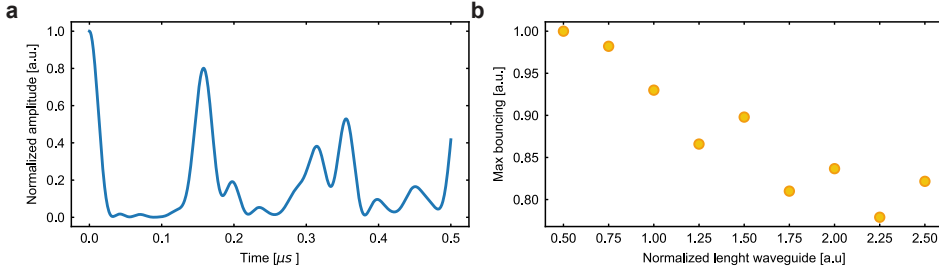 a
Normalized amplitude [a.u.]
1.0
0.8
0.6
0.4
0.2
0.0
0.0 0.1 0.2 0.3 0.4 0.5
Time [μs ]
b
Max bouncing [a.u.]
1.00
0.95
0.90
0.85
0.80
0.50 0.75 1.00 1.25 1.50 1.75 2.00 2.25 2.50
Normalized lenght waveguide [a.u]